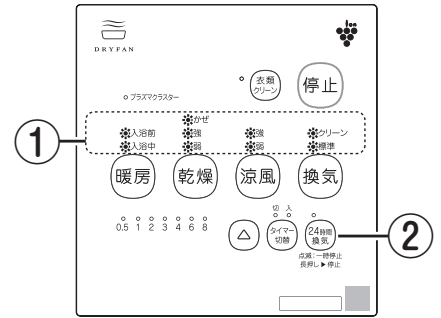 DRYFAN
衣類
クリーン
停止
プラズマクラスター
①
かぜ
入浴前 強 強 クリーン
入浴中 弱 弱 標準
暖房 乾燥 涼風 換気
切 入
0.5 1 2 3 4 6 8
タイマー
切替
24時間
換気
②
点滅:一時停止
長押し▶停止